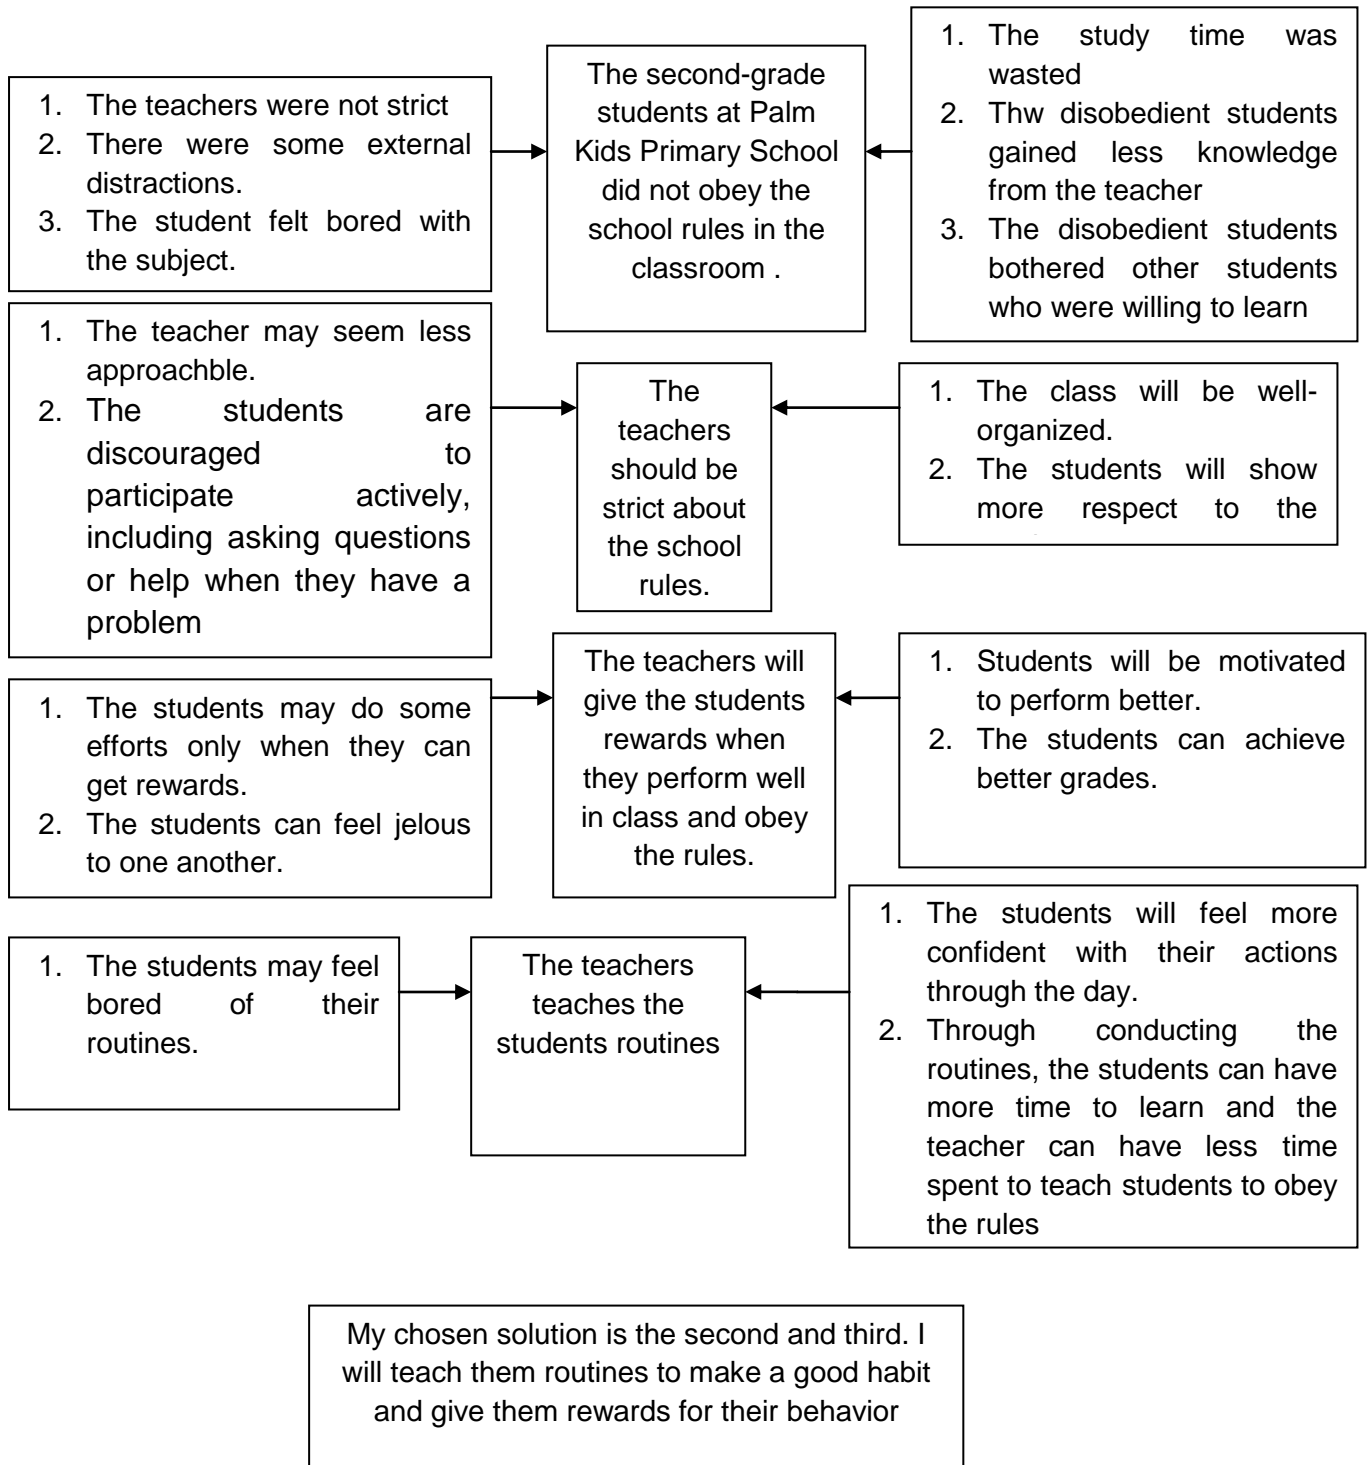 1. The teachers were not strict
2. There were some external
distractions.
3. The student felt bored with
the subject.
The second-grade
students at Palm
Kids Primary School
did not obey the
school rules in the
classroom .
1. The study time was
wasted
2. Thw disobedient students
gained less knowledge
from the teacher
3. The disobedient students
bothered other students
who were willing to learn
1. The teacher may seem less
approachble.
2. The students are
discouraged to
participate actively,
including asking questions
or help when they have a
problem
The
teachers
should be
strict about
the school
rules.
1. The class will be well-
organized.
2. The students will show
more respect to the
1. The students may do some
efforts only when they can
get rewards.
2. The students can feel jelous
to one another.
The teachers will
give the students
rewards when
they perform well
in class and obey
the rules.
1. Students will be motivated
to perform better.
2. The students can achieve
better grades.
1. The students may feel
bored of their
routines.
The teachers
teaches the
students routines
1. The students will feel more
confident with their actions
through the day.
2. Through conducting the
routines, the students can have
more time to learn and the
teacher can have less time
spent to teach students to obey
the rules
My chosen solution is the second and third. I
will teach them routines to make a good habit
and give them rewards for their behavior